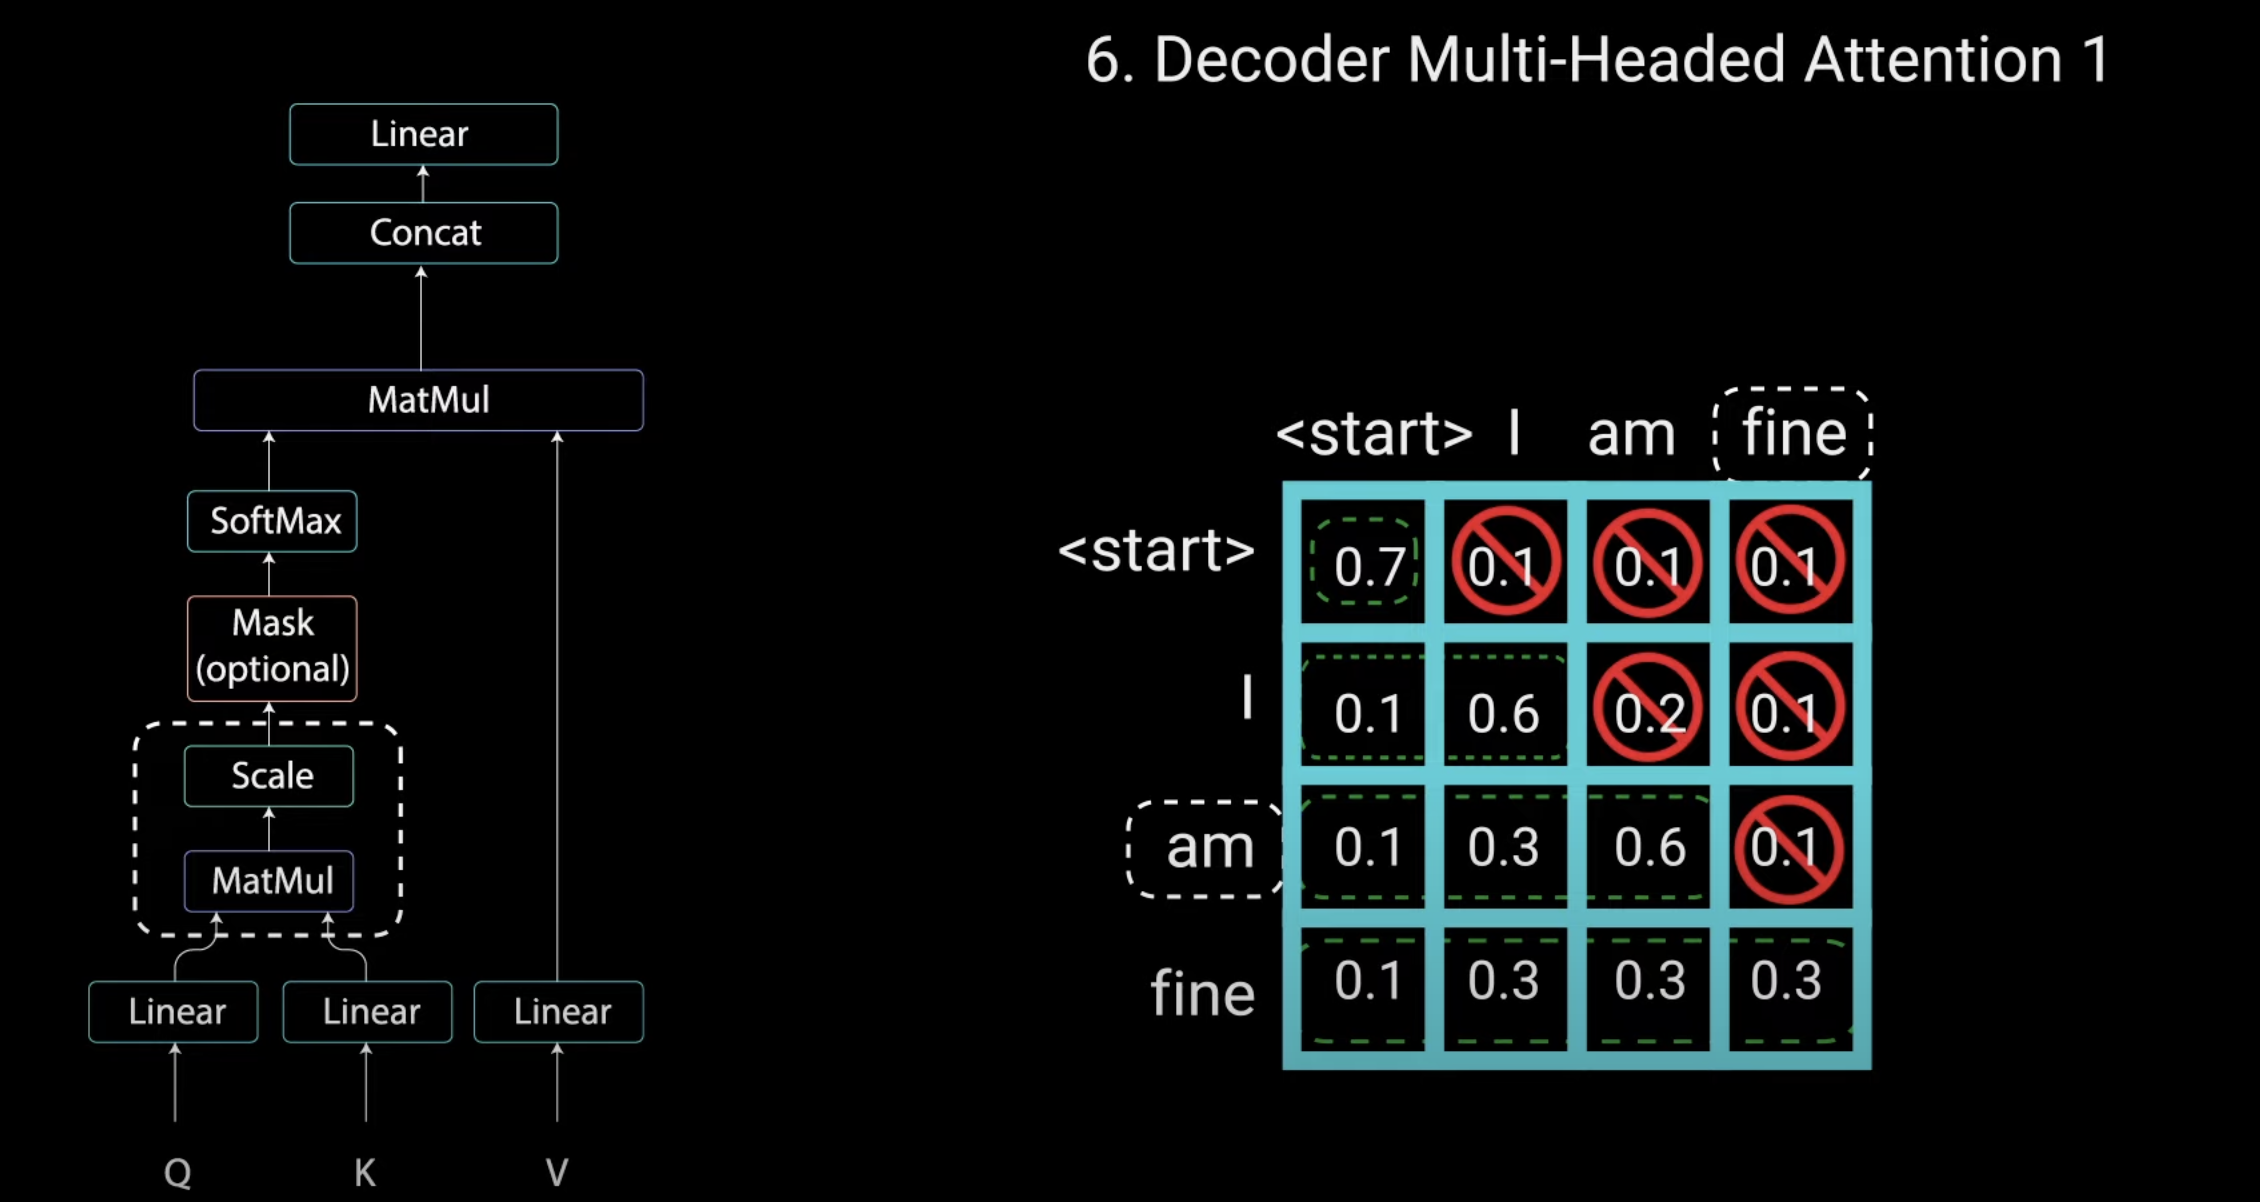 6. Decoder Multi-Headed Attention 1
Linear
Concat
MatMul
SoftMax
Mask
(optional)
Scale
MatMul
Linear Linear Linear
Q K V
<start> I am fine
<start> 0.7 0.1 0.1 0.1
I 0.1 0.6 0.2 0.1
am 0.1 0.3 0.6 0.1
fine 0.1 0.3 0.3 0.3